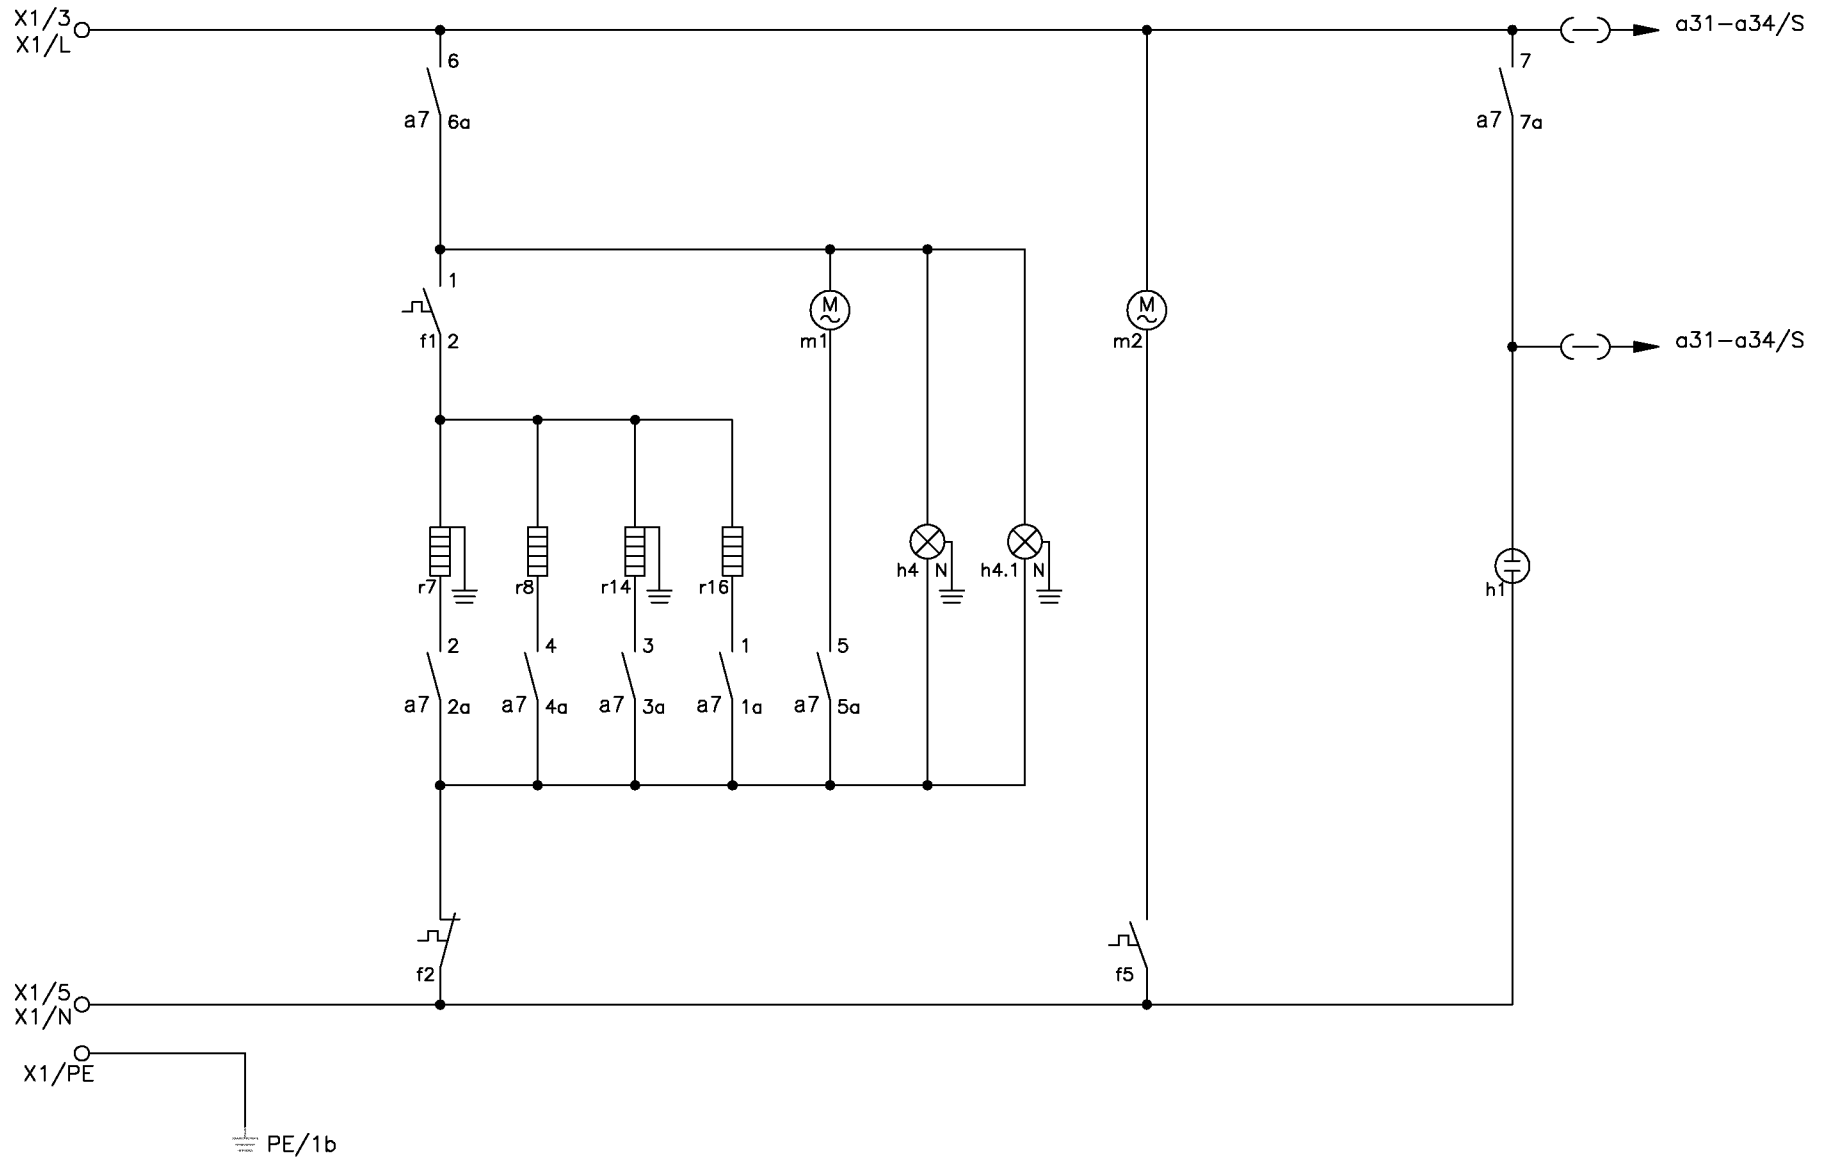 X1/3
X1/L
a31-a34/S
6
7
a7 6a
a7 7a
1
M
M
f1 2
m1
m2
a31-a34/S
r7
r8
r14
r16
h4 N
h4.1 N
h1
2
4
3
1
5
a7 2a
a7 4a
a7 3a
a7 1a
a7 5a
f2
f5
X1/5
X1/N
X1/PE
PE/1b